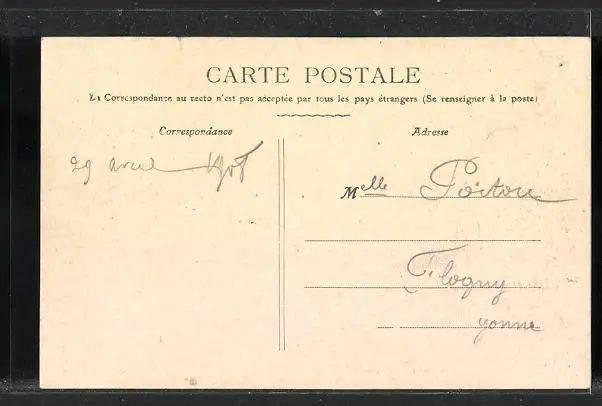 CARTE POSTALE
La Correspondance au recto n'est pas acceptée par tous les pays étrangers (Se renseigner à la poste)
Correspondance
Adresse
29 avril
Melle Poitou
Flogny
yonne